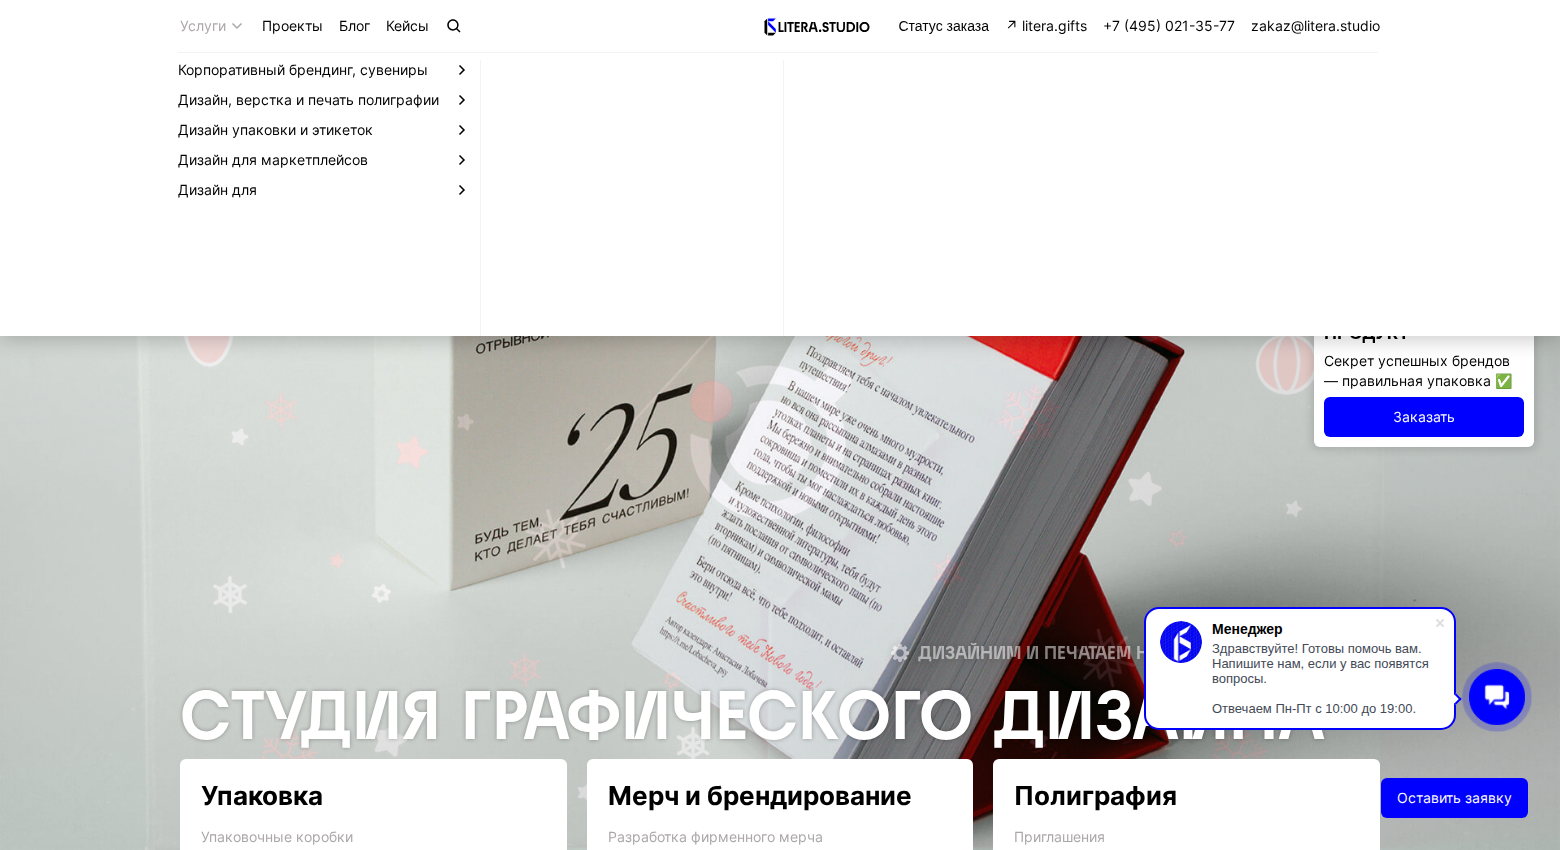 Услуги
Проекты
Блог
Кейсы
LITERA.STUDIO
Статус заказа
↗ litera.gifts
+7 (495) 021-35-77
zakaz@litera.studio
Корпоративный брендинг, сувениры
Дизайн, верстка и печать полиграфии
Дизайн упаковки и этикеток
Дизайн для маркетплейсов
Дизайн для
Секрет успешных брендов
— правильная упаковка ✅
Заказать
ОТРЫВНОЙ
‘25
БУДЬ ТЕМ,
КТО ДЕЛАЕТ ТЕБЯ СЧАСТЛИВЫМ!
Поздравляем тебя с началом увлекательного
путешествия!
В нашем мире уже очень много мудрости,
но вся она рассыпана алмазами в разных
уголках планеты и на страницах разных книг.
Мы бережно и внимательно собрали настоящие
сокровища и поместили их в каждый день этого
года, чтобы ты мог наслаждаться любовью,
поддержкой и новыми открытиями!
Кроме психологии, философии
и художественной литературы, тебя будут
ждать послания от символического папы (по
вторникам) и символической мамы
(по пятницам).
Бери отсюда всё, что тебе подходит, и оставляй
это внутри!
Счастливого тебе Нового года!
Автор календаря: Анастасия Лобачева,
ДИЗАЙНИМ И ПЕЧАТАЕМ
СТУДИЯ ГРАФИЧЕСКОГО ДИЗАЙНА
Менеджер
Здравствуйте! Готовы помочь вам.
Напишите нам, если у вас появятся
вопросы.
Отвечаем Пн-Пт с 10:00 до 19:00.
Оставить заявку
Упаковка
Упаковочные коробки
Мерч и брендирование
Разработка фирменного мерча
Полиграфия
Приглашения